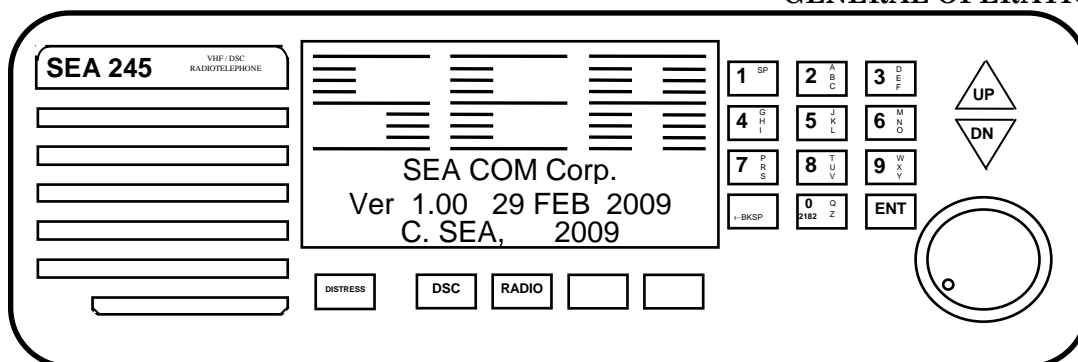 GENERAL OPERATIO
SEA 245
VHF / DSC
RADIOTELEPHONE
SEA COM Corp.
Ver 1.00 29 FEB 2009
C. SEA, 2009
1 SP
2 A B C
3 D E F
4 G H I
5 J K L
6 M N O
7 P R S
8 T U V
9 W X Y
←BKSP
0 2182 Q Z
ENT
UP
DN
DISTRESS
DSC
RADIO